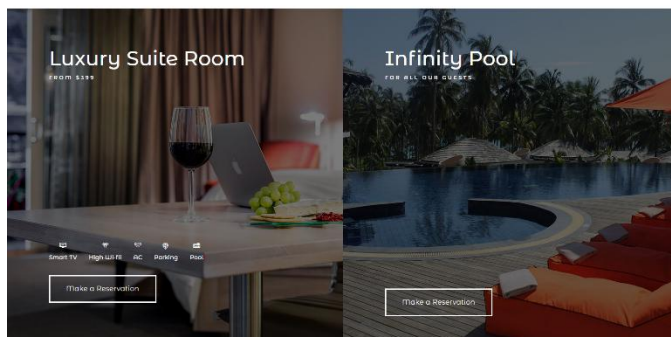 Luxury Suite Room
FROM $199
Smart TV High Wi-fii AC Parking Pool
Make a Reservation
Infinity Pool
FOR ALL OUR GUESTS
Make a Reservation